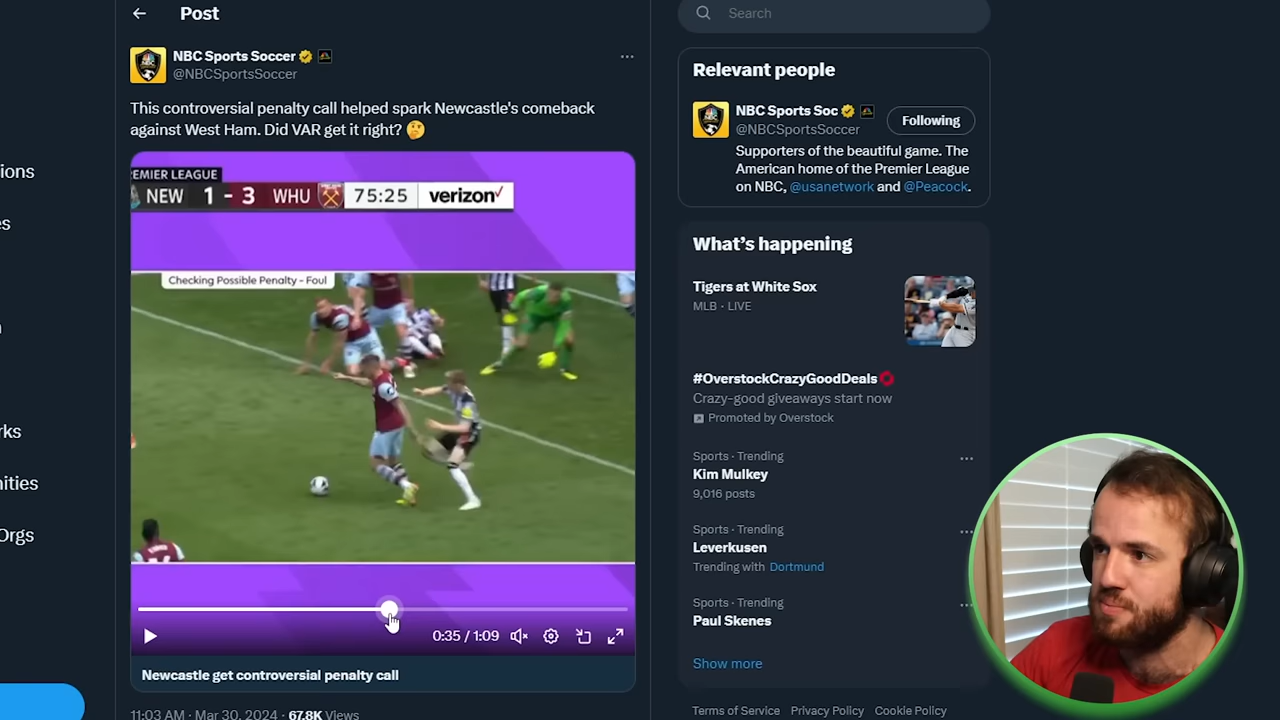 Post
Search
NBC Sports Soccer
@NBCSportsSoccer
This controversial penalty call helped spark Newcastle's comeback
against West Ham. Did VAR get it right? 🤔
EMIER LEAGUE
NEW 1 - 3 WHU 75:25 verizon✓
Checking Possible Penalty - Foul
0:35 / 1:09
Newcastle get controversial penalty call
11:03 AM · Mar 30, 2024 · 67.8K Views
Relevant people
NBC Sports Soc
@NBCSportsSoccer
Following
Supporters of the beautiful game. The
American home of the Premier League
on NBC, @usanetwork and @Peacock.
What's happening
Tigers at White Sox
MLB · LIVE
#OverstockCrazyGoodDeals
Crazy-good giveaways start now
Promoted by Overstock
Sports · Trending
Kim Mulkey
9,016 posts
Sports · Trending
Leverkusen
Trending with Dortmund
Sports · Trending
Paul Skenes
Show more
Terms of Service Privacy Policy Cookie Policy
ions
es
rks
nities
Orgs